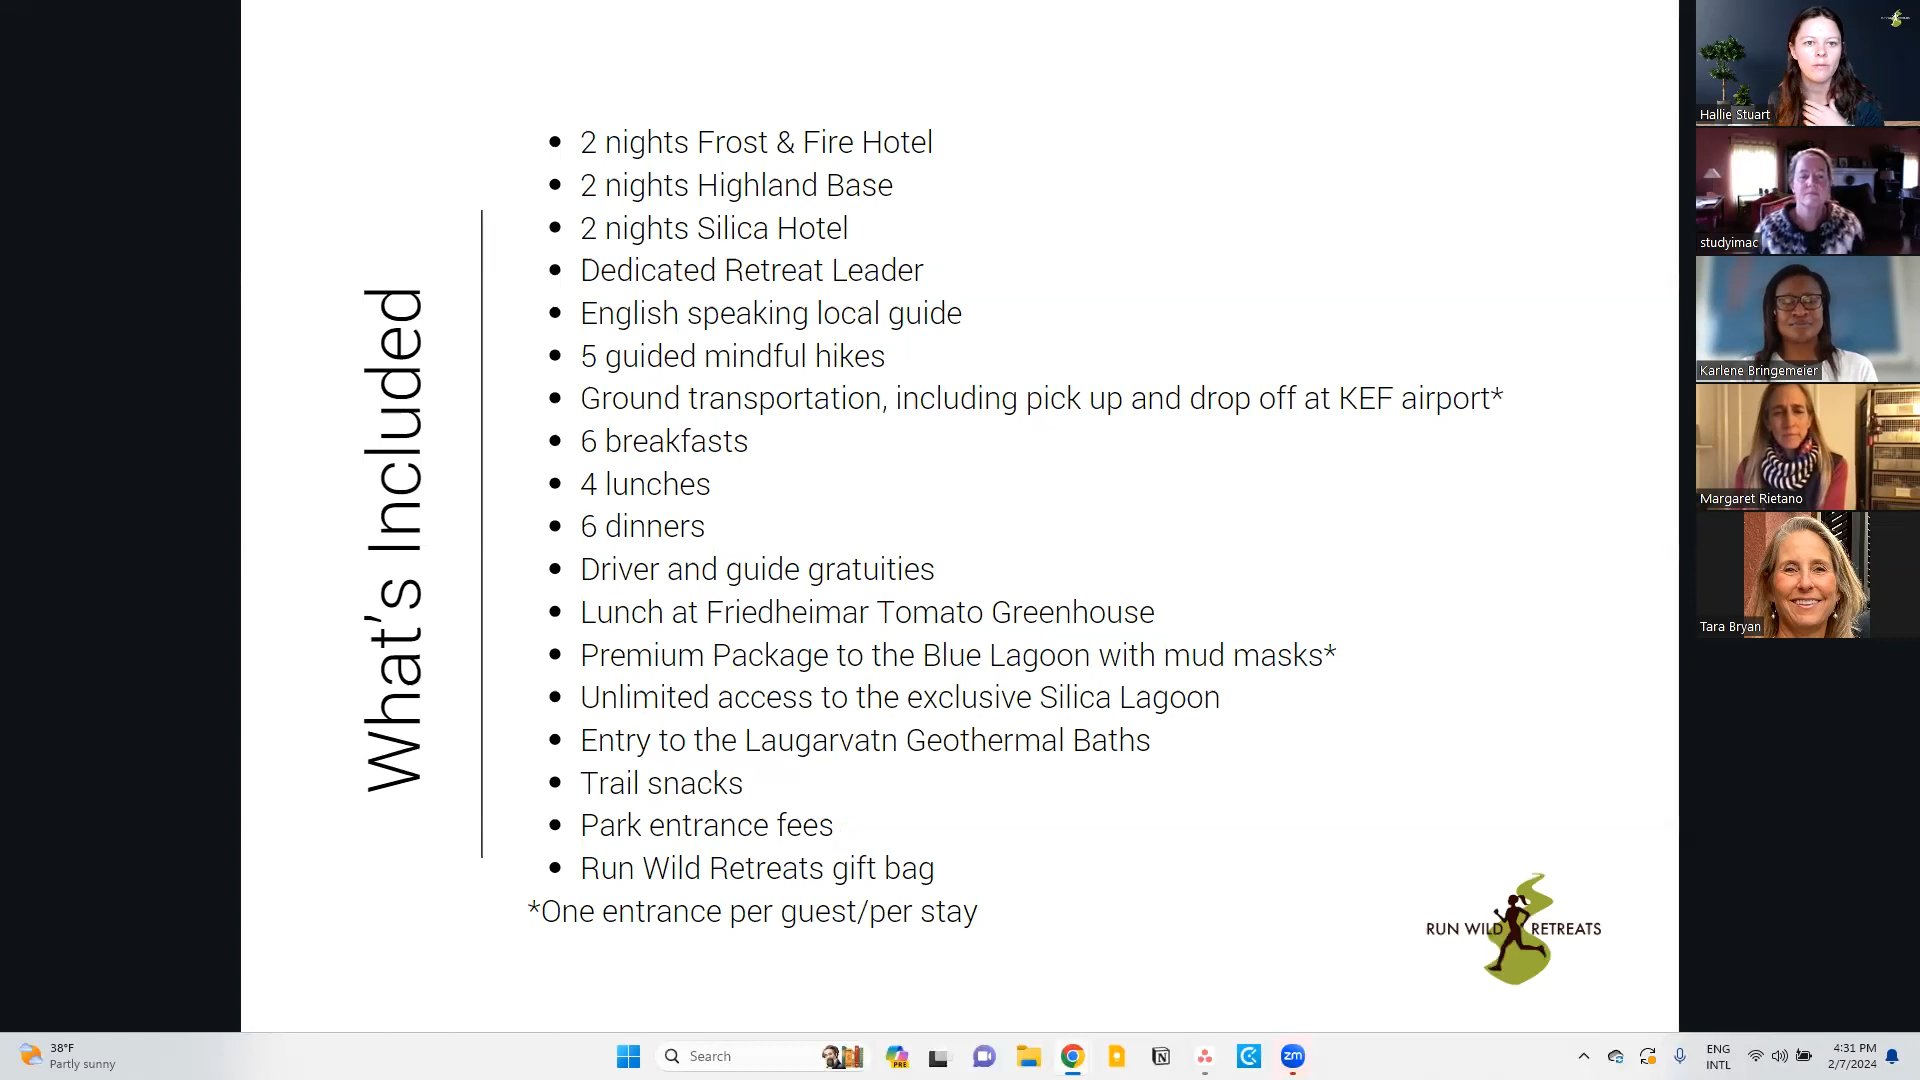 What's Included
• 2 nights Frost & Fire Hotel
• 2 nights Highland Base
• 2 nights Silica Hotel
• Dedicated Retreat Leader
• English speaking local guide
• 5 guided mindful hikes
• Ground transportation, including pick up and drop off at KEF airport*
• 6 breakfasts
• 4 lunches
• 6 dinners
• Driver and guide gratuities
• Lunch at Friedheimar Tomato Greenhouse
• Premium Package to the Blue Lagoon with mud masks*
• Unlimited access to the exclusive Silica Lagoon
• Entry to the Laugarvatn Geothermal Baths
• Trail snacks
• Park entrance fees
• Run Wild Retreats gift bag
*One entrance per guest/per stay
RUN WILD RETREATS
Hallie Stuart
studyimac
Karlene Bringemeier
Margaret Rietano
Tara Bryan
38°F
Partly sunny
Search
PRE
zm
ENG
INTL
4:31 PM
2/7/2024